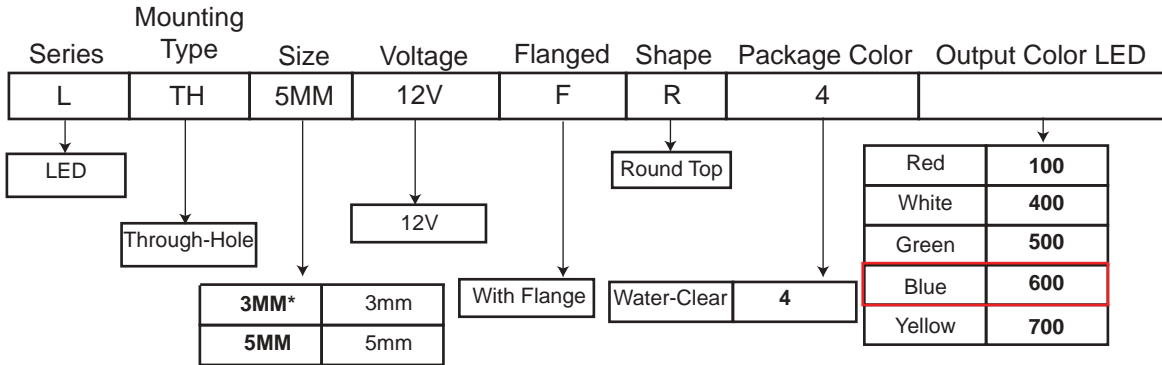 Series Mounting Type Size Voltage Flanged Shape Package Color Output Color LED
L TH 5MM 12V F R 4
LED
Through-Hole
3MM* 3mm
5MM 5mm
12V
With Flange
Round Top
Water-Clear 4
Red 100
White 400
Green 500
Blue 600
Yellow 700